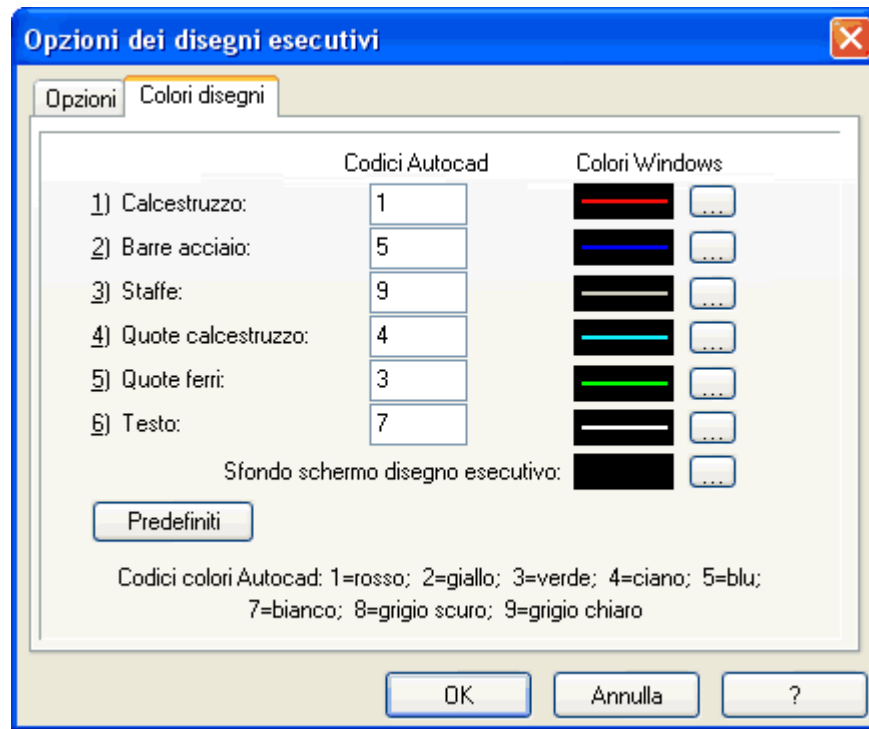 Opzioni dei disegni esecutivi
Opzioni Colori disegni
Codici Autocad Colori Windows
1) Calcestruzzo: 1 ...
2) Barre acciaio: 5 ...
3) Staffe: 9 ...
4) Quote calcestruzzo: 4 ...
5) Quote ferri: 3 ...
6) Testo: 7 ...
Sfondo schermo disegno esecutivo: ...
Predefiniti
Codici colori Autocad: 1=rosso; 2=giallo; 3=verde; 4=ciano; 5=blu;
7=bianco; 8=grigio scuro; 9=grigio chiaro
OK Annulla ?